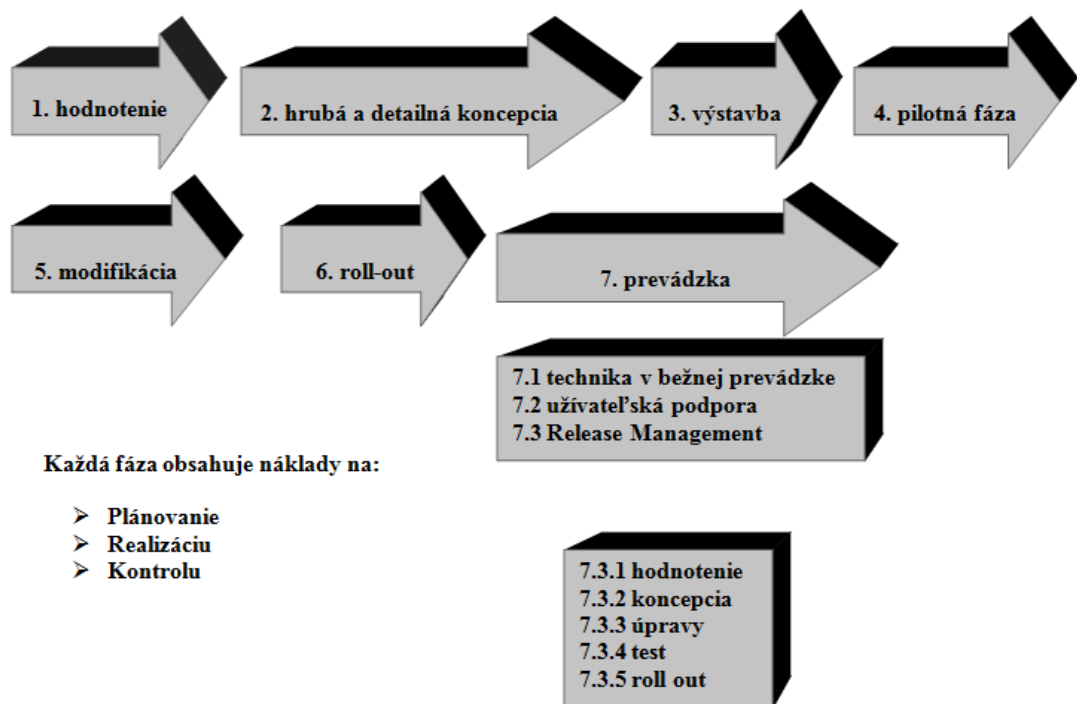 1. hodnotenie
2. hrubá a detailná koncepcia
3. výstavba
4. pilotná fáza
5. modifikácia
6. roll-out
7. prevádzka
7.1 technika v bežnej prevádzke
7.2 užívateľská podpora
7.3 Release Management
Každá fáza obsahuje náklady na:
➢ Plánovanie
➢ Realizáciu
➢ Kontrolu
7.3.1 hodnotenie
7.3.2 koncepcia
7.3.3 úpravy
7.3.4 test
7.3.5 roll out